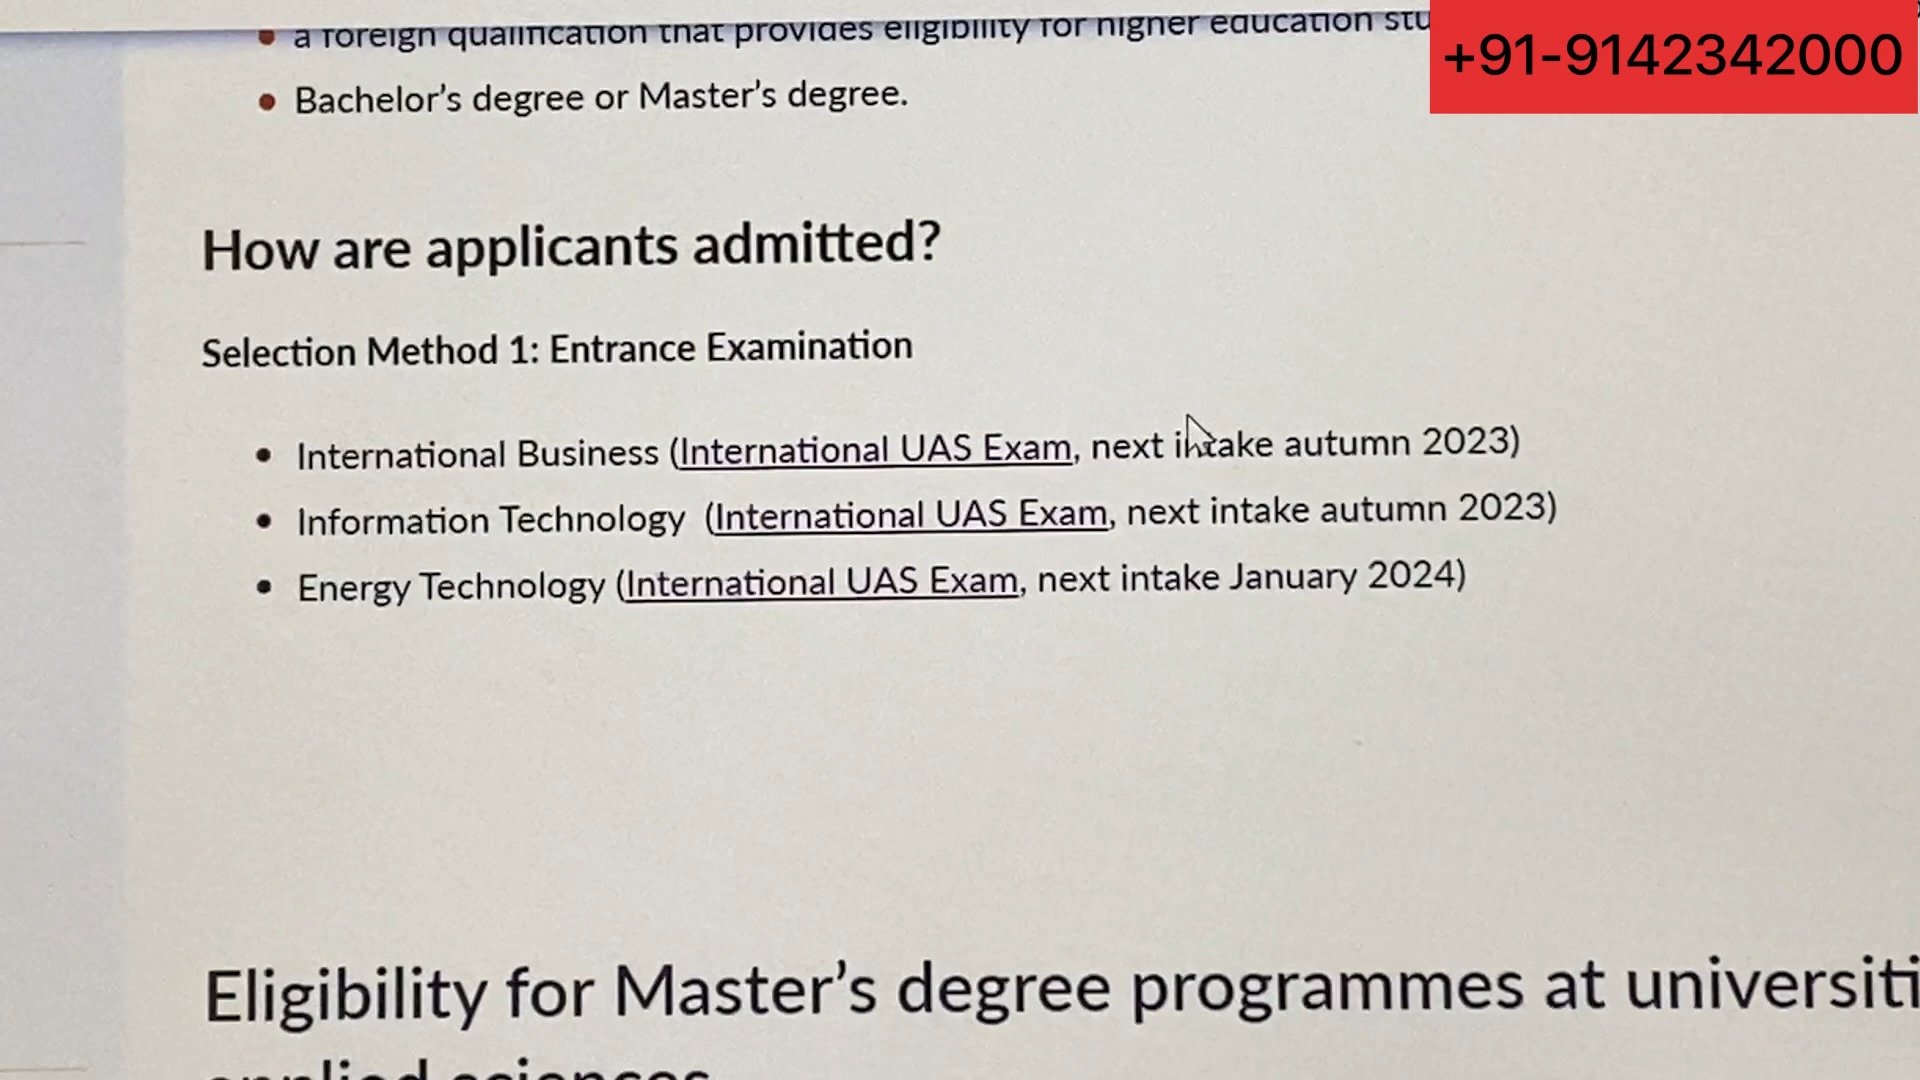 a foreign qualification that provides eligibility for higher education stu
+91-9142342000
Bachelor's degree or Master's degree.
How are applicants admitted?
Selection Method 1: Entrance Examination
International Business (International UAS Exam, next intake autumn 2023)
Information Technology (International UAS Exam, next intake autumn 2023)
Energy Technology (International UAS Exam, next intake January 2024)
Eligibility for Master's degree programmes at universiti
applied sciences